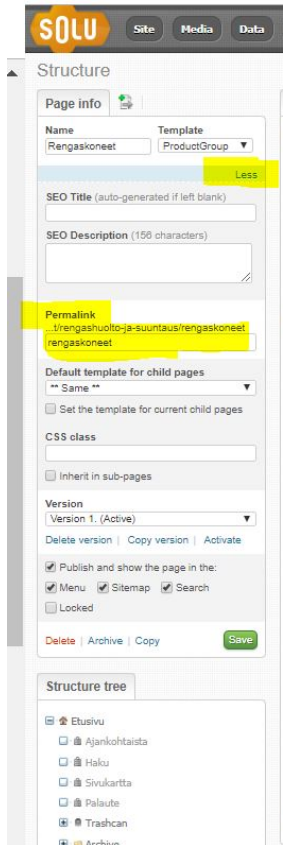 SOLU Site Media Data
Structure
Page info
Name Template
Rengaskoneet ProductGroup
Less
SEO Title (auto-generated if left blank)
SEO Description (156 characters)
Permalink
...t/rengashuolto-ja-suuntaus/rengaskoneet
rengaskoneet
Default template for child pages
** Same **
Set the template for current child pages
CSS class
Inherit in sub-pages
Version
Version 1. (Active)
Delete version | Copy version | Activate
Publish and show the page in the:
Menu Sitemap Search
Locked
Delete | Archive | Copy Save
Structure tree
Etusivu
Ajankohtaista
Haku
Sivukartta
Palaute
Trashcan
Archive